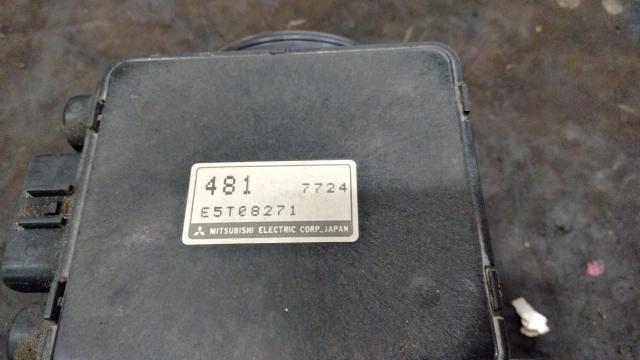 481 7724
E5T08271
MITSUBISHI ELECTRIC CORP., JAPAN